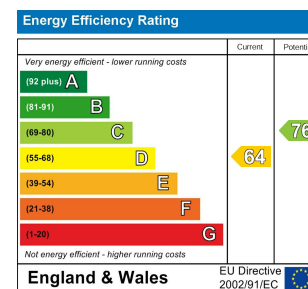 Energy Efficiency Rating
Current
Very energy efficient - lower running costs
(92 plus) A
(81-91) B
(69-80) C
76
(55-68) D
64
(39-54) E
(21-38) F
(1-20) G
Not energy efficient - higher running costs
England & Wales
EU Directive
2002/91/EC